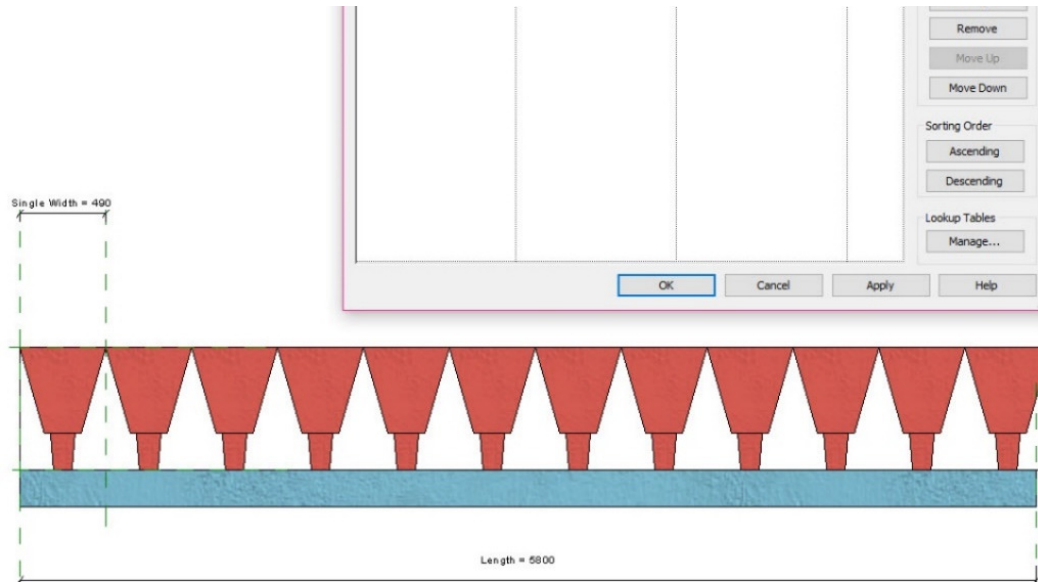 Remove
Move Up
Move Down
Sorting Order
Ascending
Descending
Lookup Tables
Manage...
OK Cancel Apply Help
Single Width = 490
Length = 5800